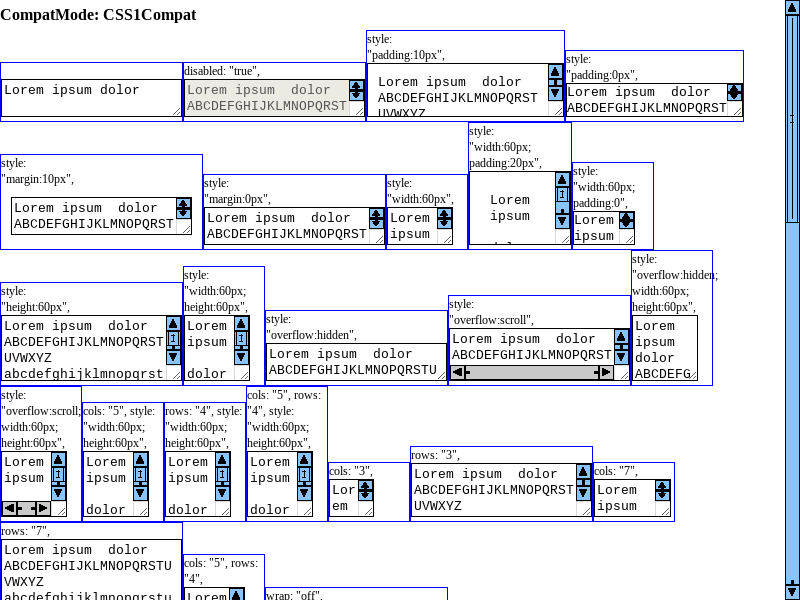 CompatMode: CSS1Compat
Lorem ipsum dolor
disabled: "true",
Lorem ipsum  dolor
ABCDEFGHIJKLMNOPQRST
style:
"padding:10px",
Lorem ipsum  dolor
ABCDEFGHIJKLMNOPQRST
UVWXYZ
style:
"padding:0px",
Lorem ipsum  dolor
ABCDEFGHIJKLMNOPQRST
style:
"margin:10px",
Lorem ipsum  dolor
ABCDEFGHIJKLMNOPQRST
style:
"margin:0px",
Lorem ipsum  dolor
ABCDEFGHIJKLMNOPQRST
style:
"width:60px",
Lorem
ipsum
style:
"width:60px;
padding:20px",
Lorem
ipsum
style:
"width:60px;
padding:0",
Lorem
ipsum
style:
"height:60px",
Lorem ipsum  dolor
ABCDEFGHIJKLMNOPQRST
UVWXYZ
abcdefghijklmnopqrst
style:
"width:60px;
height:60px",
Lorem
ipsum
dolor
style:
"overflow:hidden",
Lorem ipsum  dolor
ABCDEFGHIJKLMNOPQRSTU
style:
"overflow:scroll",
Lorem ipsum  dolor
ABCDEFGHIJKLMNOPQRST
style:
"overflow:hidden;
width:60px;
height:60px",
Lorem
ipsum
dolor
ABCDEFG
style:
"overflow:scroll;
width:60px;
height:60px",
Lorem
ipsum
cols: "5", style:
"width:60px;
height:60px",
Lorem
ipsum
dolor
rows: "4", style:
"width:60px;
height:60px",
Lorem
ipsum
dolor
cols: "5", rows:
"4", style:
"width:60px;
height:60px",
Lorem
ipsum
dolor
cols: "3",
Lor
em
rows: "3",
Lorem ipsum  dolor
ABCDEFGHIJKLMNOPQRST
UVWXYZ
cols: "7",
Lorem
ipsum
rows: "7",
Lorem ipsum  dolor
ABCDEFGHIJKLMNOPQRSTU
VWXYZ
abcdefghijklmnopqrstu
cols: "5", rows:
"4",
Lorem
wrap: "off",